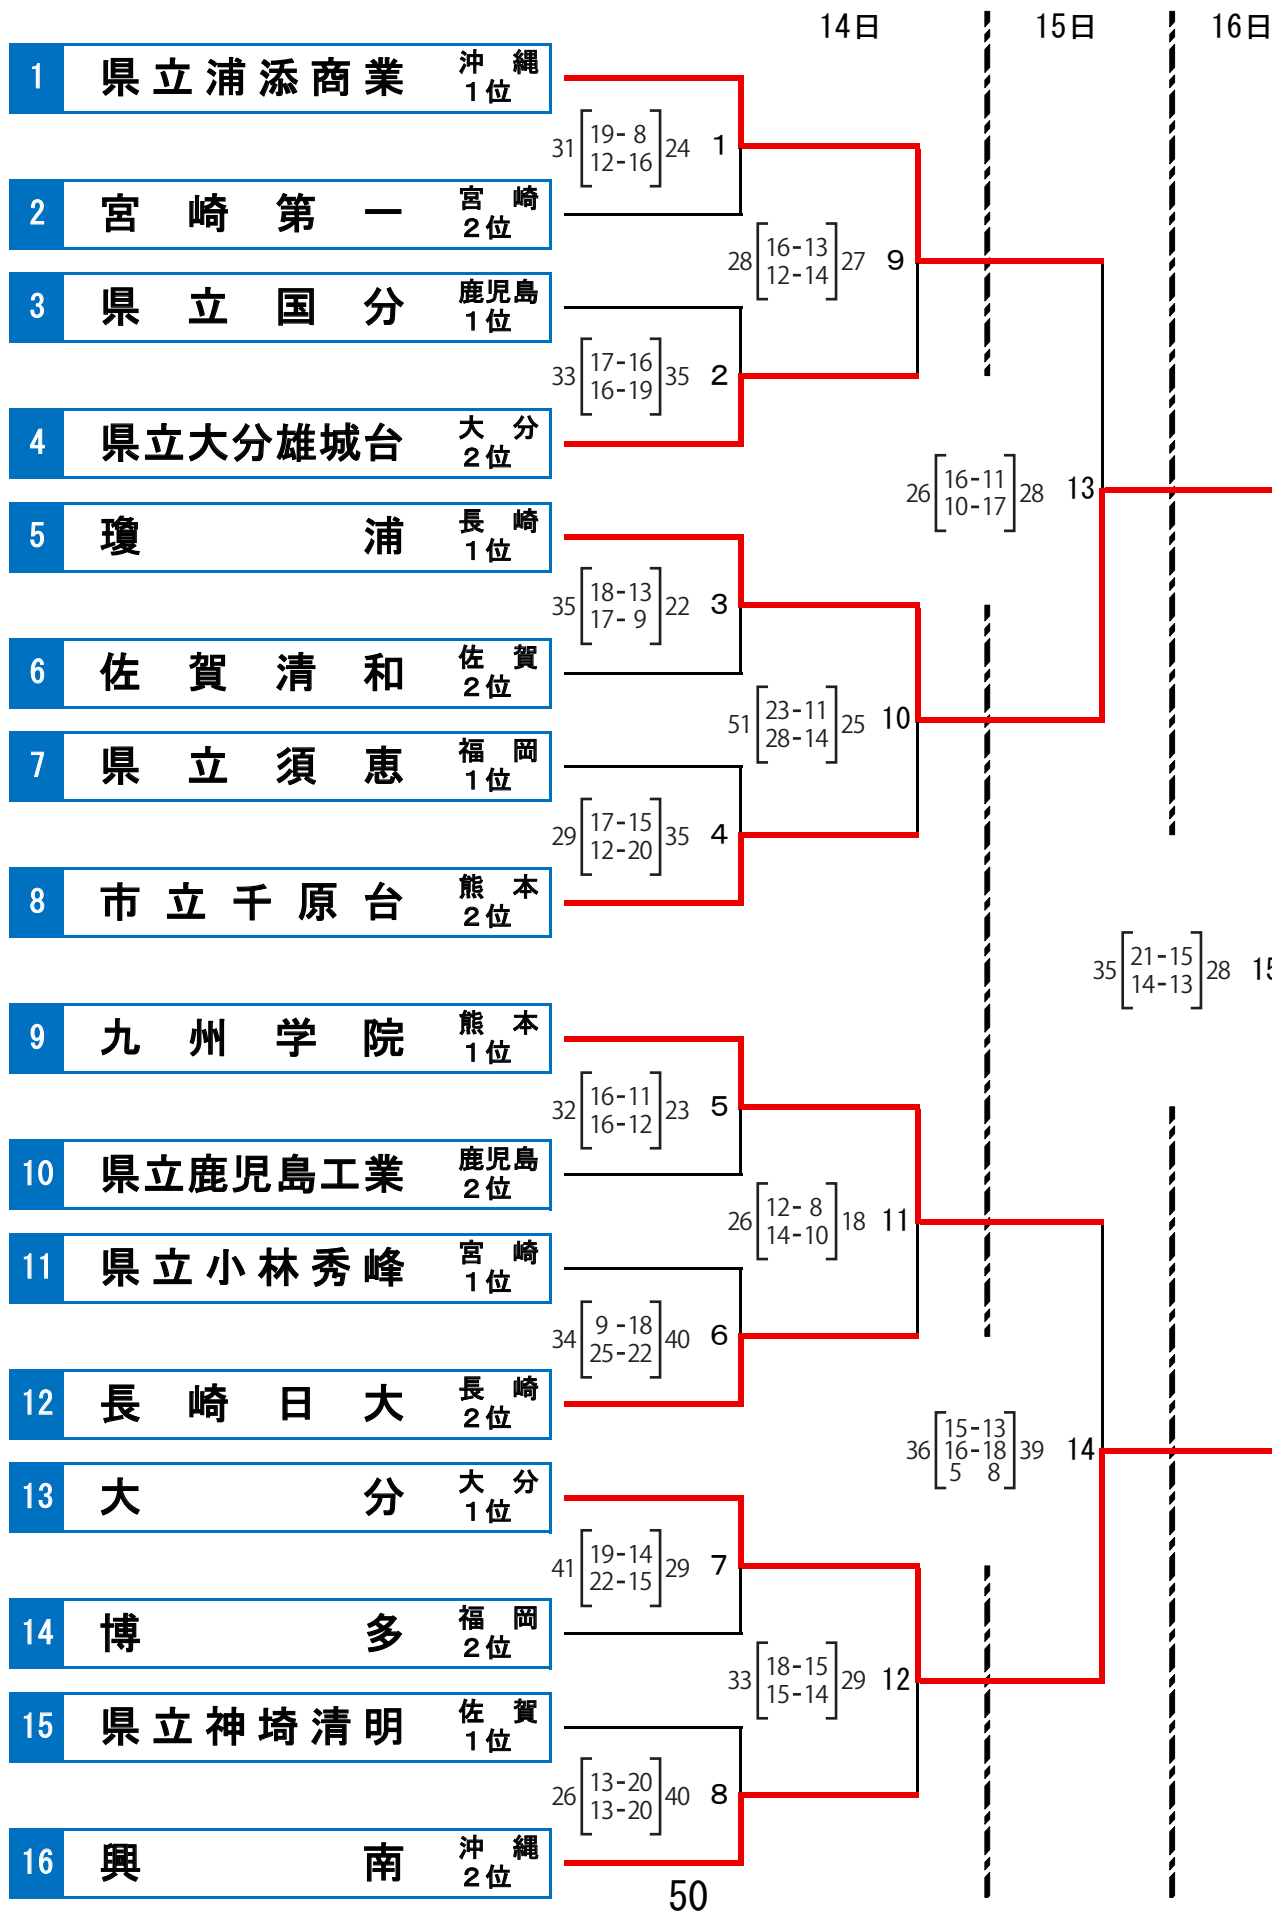 14日 15日 16日
1 県立浦添商業 沖縄 1位
31 [19-8 12-16] 24 1
2 宮崎第一 宮崎 2位
28 [16-13 12-14] 27 9
3 県立国分 鹿児島 1位
33 [17-16 16-19] 35 2
4 県立大分雄城台 大分 2位
26 [16-11 10-17] 28 13
5 瓊浦 長崎 1位
35 [18-13 17-9] 22 3
6 佐賀清和 佐賀 2位
51 [23-11 28-14] 25 10
7 県立須恵 福岡 1位
29 [17-15 12-20] 35 4
8 市立千原台 熊本 2位
35 [21-15 14-13] 28 15
9 九州学院 熊本 1位
32 [16-11 16-12] 23 5
10 県立鹿児島工業 鹿児島 2位
26 [12-8 14-10] 18 11
11 県立小林秀峰 宮崎 1位
34 [9-18 25-22] 40 6
12 長崎日大 長崎 2位
36 [15-13 16-18 5 8] 39 14
13 大分 大分 1位
41 [19-14 22-15] 29 7
14 博多 福岡 2位
33 [18-15 15-14] 29 12
15 県立神埼清明 佐賀 1位
26 [13-20 13-20] 40 8
16 興南 沖縄 2位
50